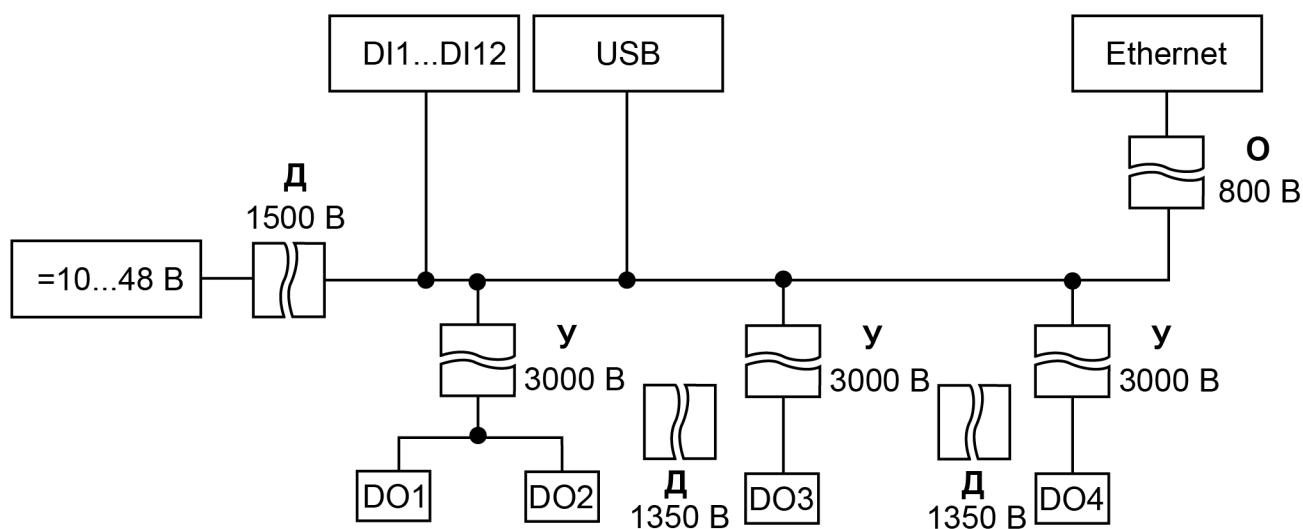 DI1...DI12
USB
Ethernet
О
800 В
Д
1500 В
=10...48 В
У
3000 В
У
3000 В
У
3000 В
DO1
DO2
Д
1350 В
DO3
Д
1350 В
DO4